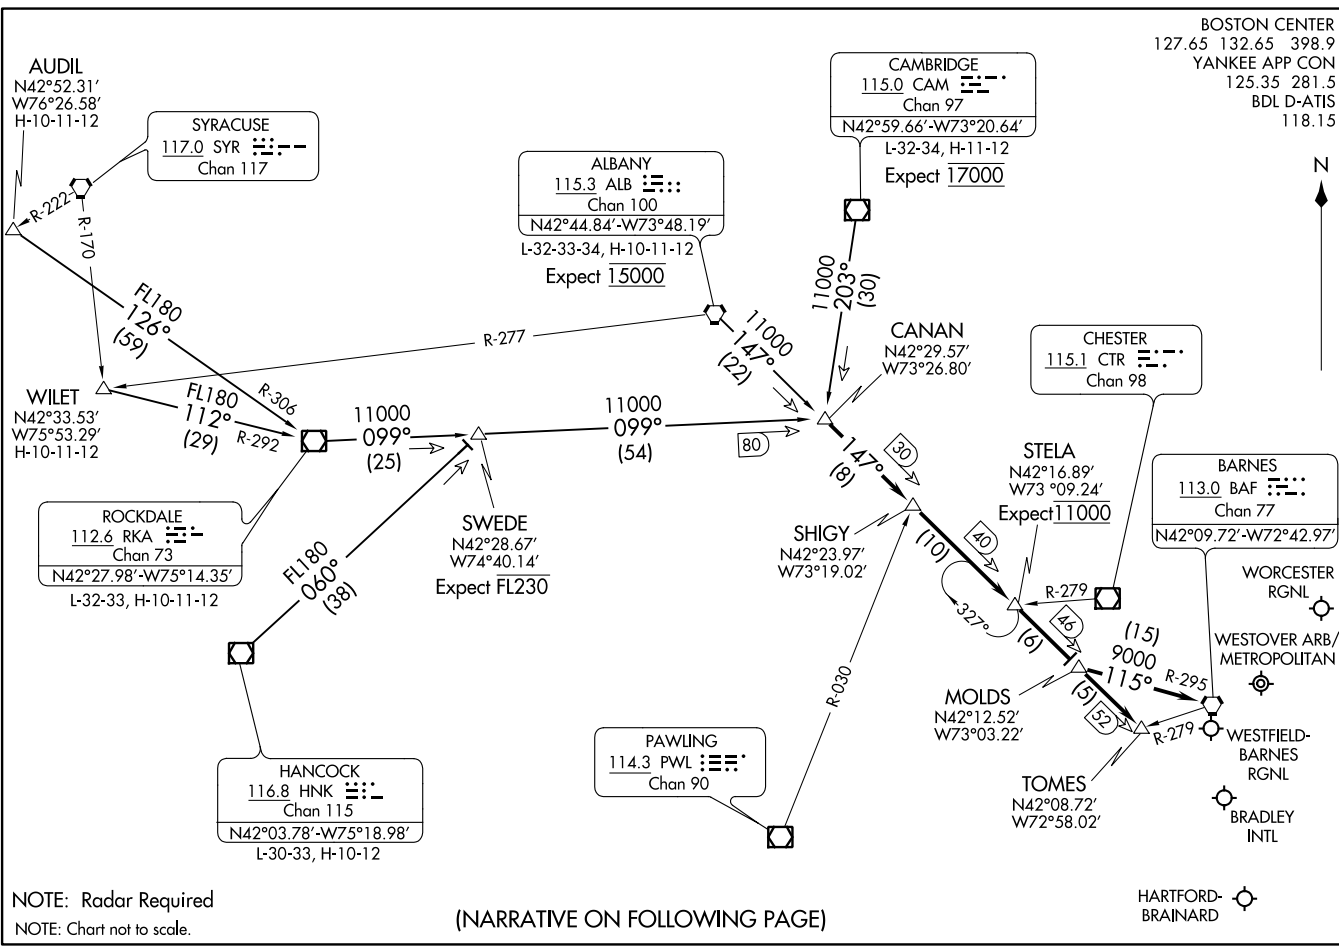 BOSTON CENTER
127.65 132.65 398.9
YANKEE APP CON
125.35 281.5
BDL D-ATIS
118.15
AUDIL
N42°52.31'
W76°26.58'
H-10-11-12
SYRACUSE
117.0 SYR
Chan 117
CAMBRIDGE
115.0 CAM
Chan 97
N42°59.66'-W73°20.64'
L-32-34, H-11-12
Expect 17000
ALBANY
115.3 ALB
Chan 100
N42°44.84'-W73°48.19'
L-32-33-34, H-10-11-12
Expect 15000
N
R-222
R-170
FL180
126°
(59)
R-277
11000
147°
(22)
11000
203°
(30)
CANAN
N42°29.57'
W73°26.80'
CHESTER
115.1 CTR
Chan 98
WILET
N42°33.53'
W75°53.29'
H-10-11-12
FL180
112°
(29)
R-306
R-292
11000
099°
(25)
11000
099°
(54)
80
147°
(8)
30
STELA
N42°16.89'
W73°09.24'
Expect 11000
BARNES
113.0 BAF
Chan 77
N42°09.72'-W72°42.97'
ROCKDALE
112.6 RKA
Chan 73
N42°27.98'-W75°14.35'
L-32-33, H-10-11-12
SWEDE
N42°28.67'
W74°40.14'
Expect FL230
SHIGY
N42°23.97'
W73°19.02'
(10)
40
327°
R-279
(6)
46
WORCESTER
RGNL
FL180
060°
(38)
WESTOVER ARB/
METROPOLITAN
(15)
9000
115°
R-295
R-030
MOLDS
N42°12.52'
W73°03.22'
(5)
52
R-279
WESTFIELD-
BARNES
RGNL
PAWLING
114.3 PWL
Chan 90
HANCOCK
116.8 HNK
Chan 115
N42°03.78'-W75°18.98'
L-30-33, H-10-12
TOMES
N42°08.72'
W72°58.02'
BRADLEY
INTL
HARTFORD-
BRAINARD
NOTE: Radar Required
NOTE: Chart not to scale.
(NARRATIVE ON FOLLOWING PAGE)